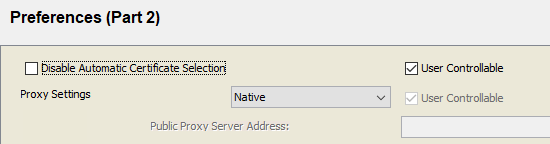 Preferences (Part 2)
Disable Automatic Certificate Selection User Controllable
Proxy Settings Native User Controllable
Public Proxy Server Address: